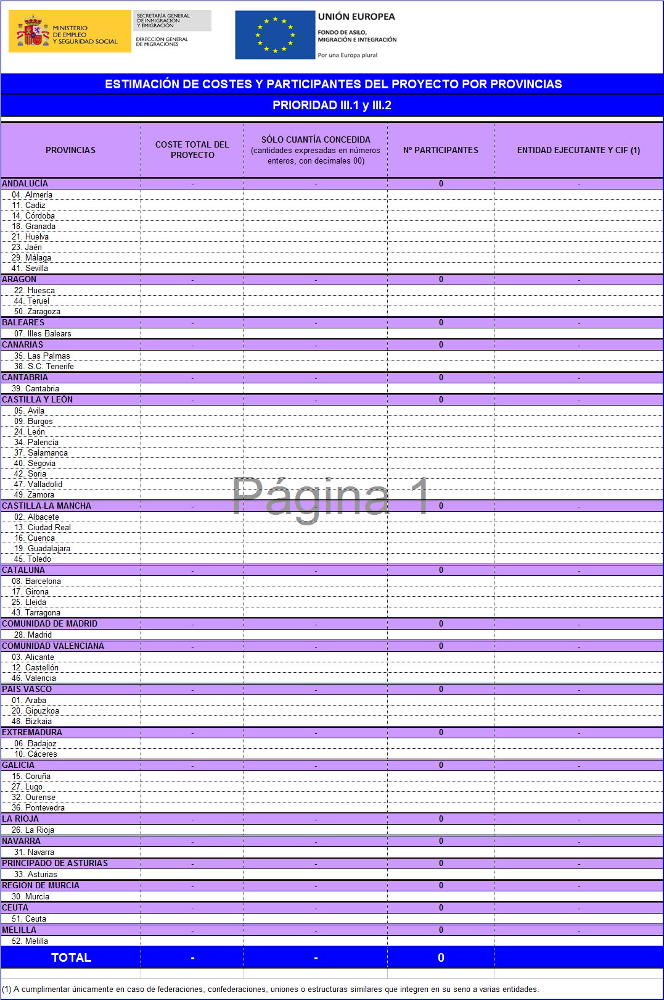 MINISTERIO
DE EMPLEO
Y SEGURIDAD SOCIAL
SECRETARÍA GENERAL
DE INMIGRACIÓN
Y EMIGRACIÓN
DIRECCIÓN GENERAL
DE MIGRACIONES
UNIÓN EUROPEA
FONDO DE ASILO,
MIGRACIÓN E INTEGRACIÓN
Por una Europa plural
ESTIMACIÓN DE COSTES Y PARTICIPANTES DEL PROYECTO POR PROVINCIAS
PRIORIDAD III.1 y III.2
PROVINCIAS
COSTE TOTAL DEL
PROYECTO
SÓLO CUANTÍA CONCEDIDA
(cantidades expresadas en números
enteros, con decimales 00)
Nº PARTICIPANTES
ENTIDAD EJECUTANTE Y CIF (1)
ANDALUCÍA - - 0 -
04. Almería
11. Cadiz
14. Córdoba
18. Granada
21. Huelva
23. Jaén
29. Málaga
41. Sevilla
ARAGÓN - - 0 -
22. Huesca
44. Teruel
50. Zaragoza
BALEARES - - 0 -
07. Illes Balears
CANARIAS - - 0 -
35. Las Palmas
38. S.C. Tenerife
CANTABRIA - - 0 -
39. Cantabria
CASTILLA Y LEÓN - - 0 -
05. Avila
09. Burgos
24. León
34. Palencia
37. Salamanca
40. Segovia
42. Soria
47. Valladolid
49. Zamora
Página 1
CASTILLA-LA MANCHA - - 0 -
02. Albacete
13. Ciudad Real
16. Cuenca
19. Guadalajara
45. Toledo
CATALUÑA - - 0 -
08. Barcelona
17. Girona
25. Lleida
43. Tarragona
COMUNIDAD DE MADRID - - 0 -
28. Madrid
COMUNIDAD VALENCIANA - - 0 -
03. Alicante
12. Castellón
46. Valencia
PAÍS VASCO - - 0 -
01. Araba
20. Gipuzkoa
48. Bizkaia
EXTREMADURA - - 0 -
06. Badajoz
10. Cáceres
GALICIA - - 0 -
15. Coruña
27. Lugo
32. Ourense
36. Pontevedra
LA RIOJA - - 0 -
26. La Rioja
NAVARRA - - 0 -
31. Navarra
PRINCIPADO DE ASTURIAS - - 0 -
33. Asturias
REGIÓN DE MURCIA - - 0 -
30. Murcia
CEUTA - - 0 -
51. Ceuta
MELILLA - - 0 -
52. Melilla
TOTAL - - 0
(1) A cumplimentar únicamente en caso de federaciones, confederaciones, uniones o estructuras similares que integren en su seno a varias entidades.